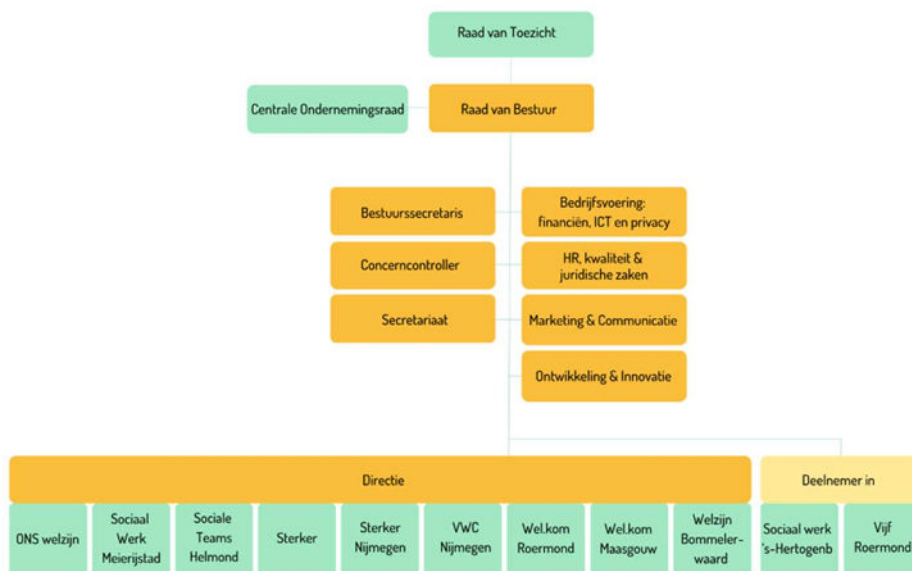 Raad van Toezicht
Centrale Ondernemingsraad
Raad van Bestuur
Bestuurssecretaris
Bedrijfsvoering:
financiën, ICT en privacy
Concerncontroller
HR, kwaliteit &
juridische zaken
Secretariaat
Marketing & Communicatie
Ontwikkeling & Innovatie
Directie
Deelnemer in
ONS welzijn
Sociaal
Werk
Meierijstad
Sociale
Teams
Helmond
Sterker
Sterker
Nijmegen
VWC
Nijmegen
Wel.kom
Roermond
Wel.kom
Maasgouw
Welzijn
Bommeler-
waard
Sociaal werk
's-Hertogenb
Vijf
Roermond